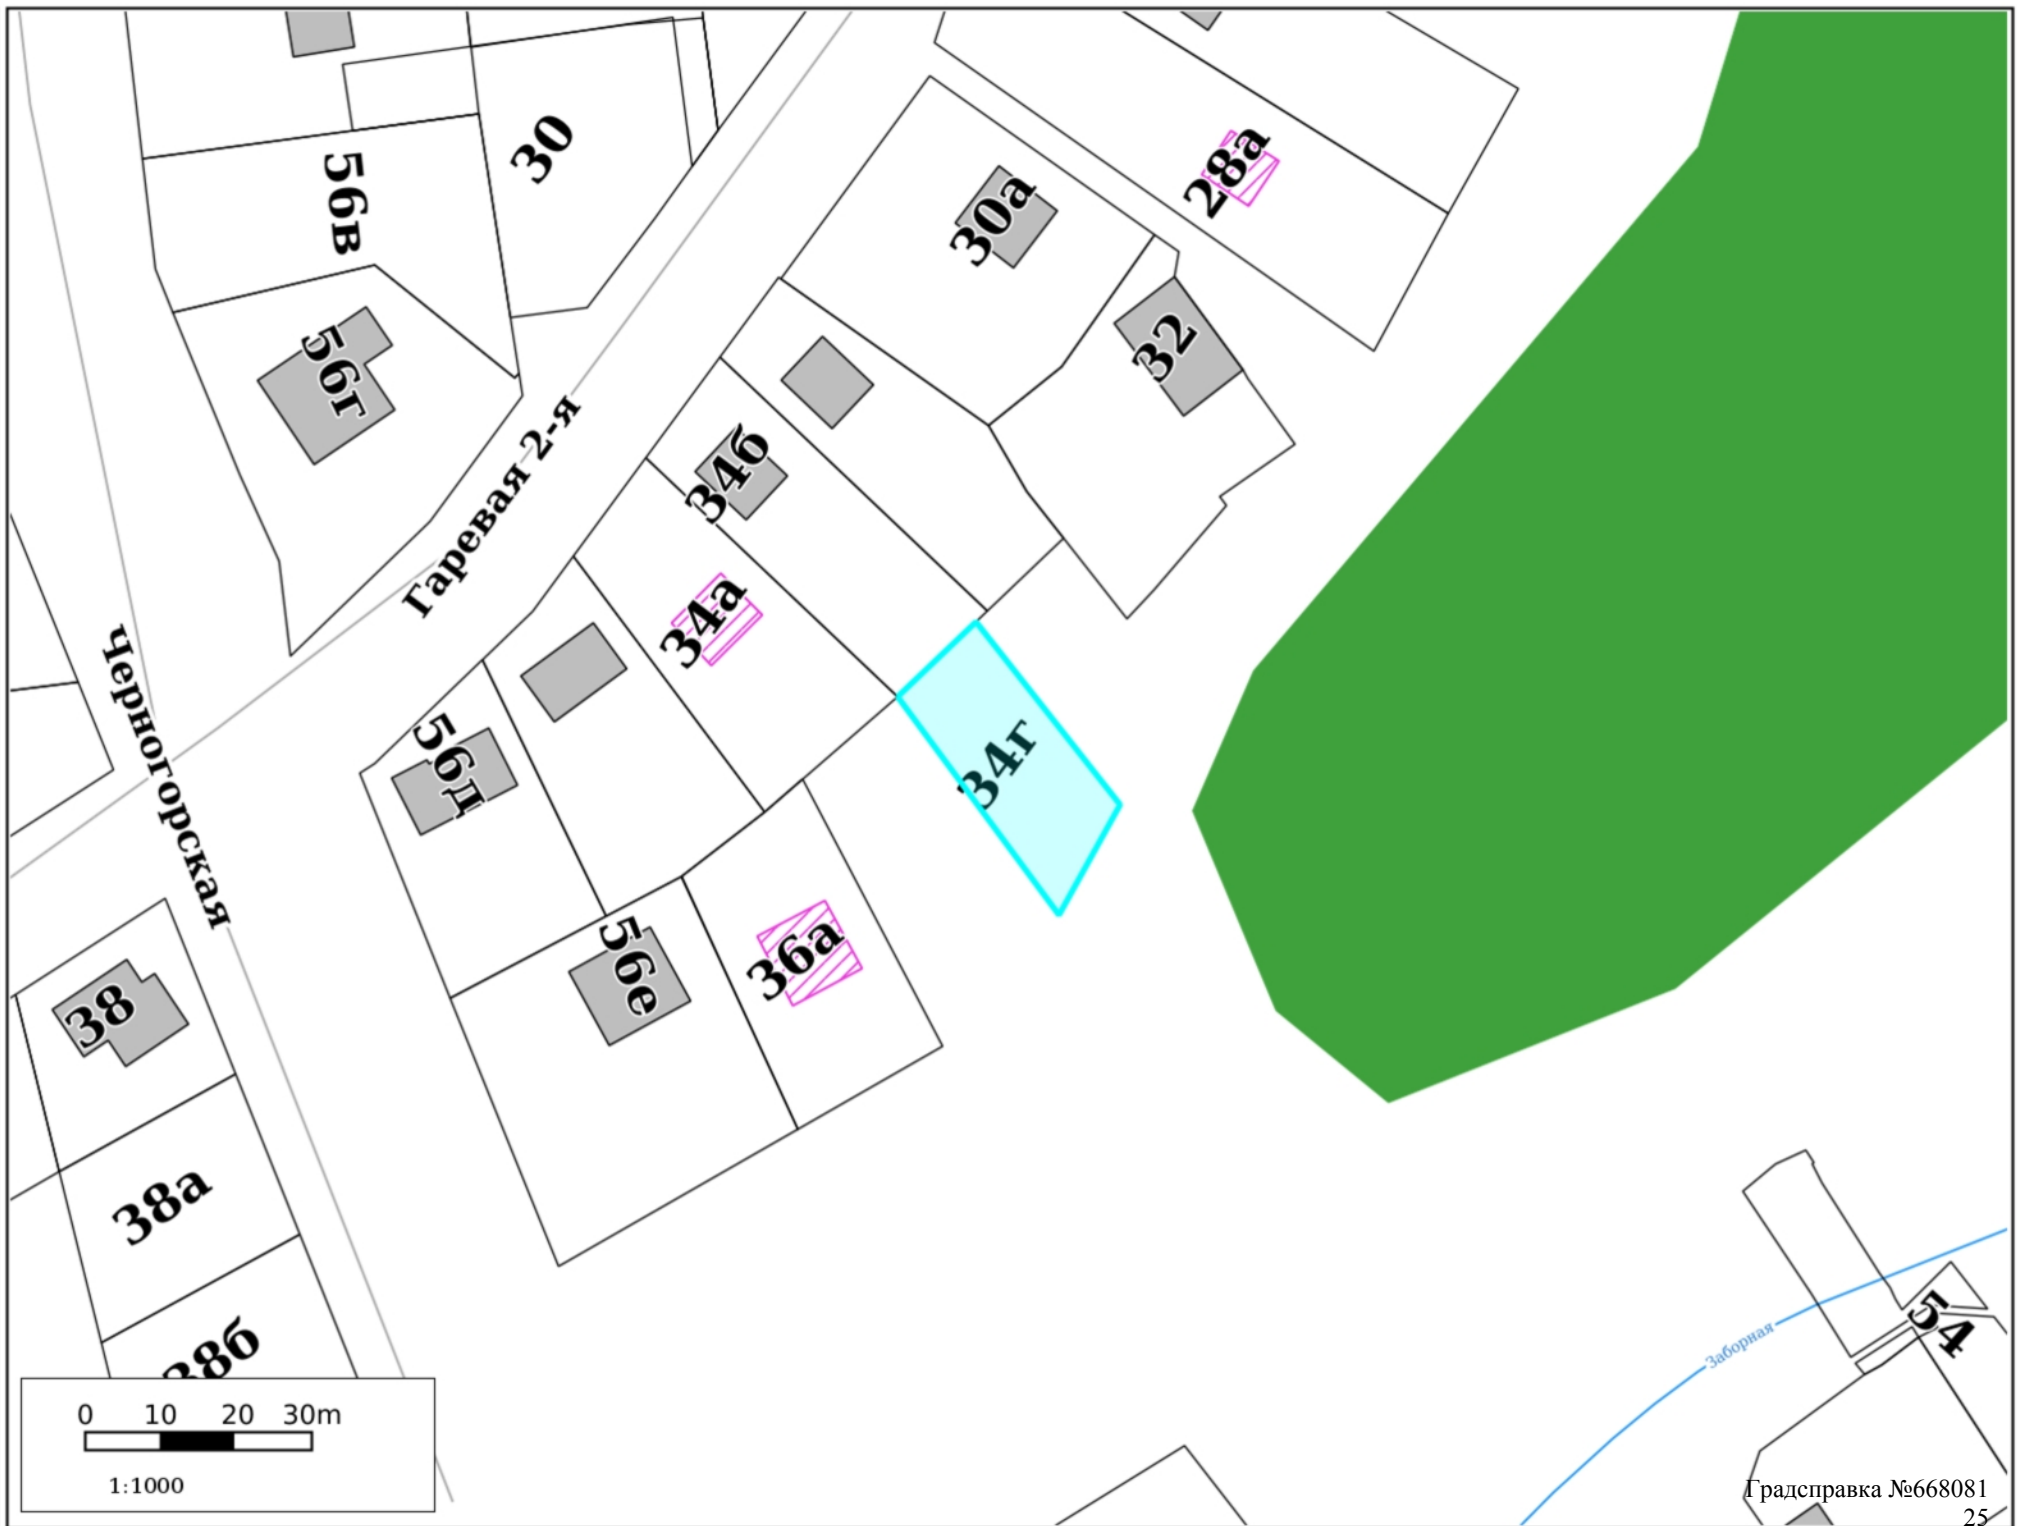 30
56в
28а
30а
32
56г
34б
Гаревая 2-я
34а
Черногорская
56д
34г
56е
36а
38
38а
38б
54
Заборная
0 10 20 30m
1:1000
Градсправка №668081
25